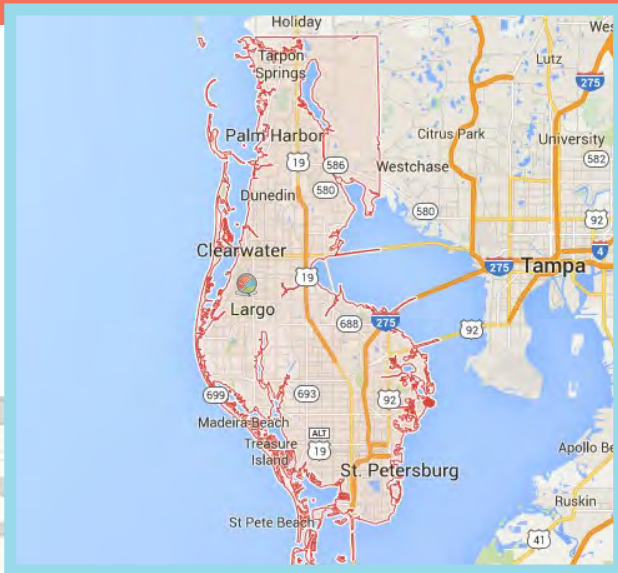 Holiday
Wes
Tarpon
Springs
Lutz
275
Palm Harbor
Citrus Park
University
19
586
582
Westchase
580
Dunedin
580
92
Clearwater
4
275
Tampa
19
Largo
688
275
92
699
693
92
Madeira Beach
ALT
19
Treasure
Island
St. Petersburg
Apollo Be
Ruskin
St Pete Beach
41